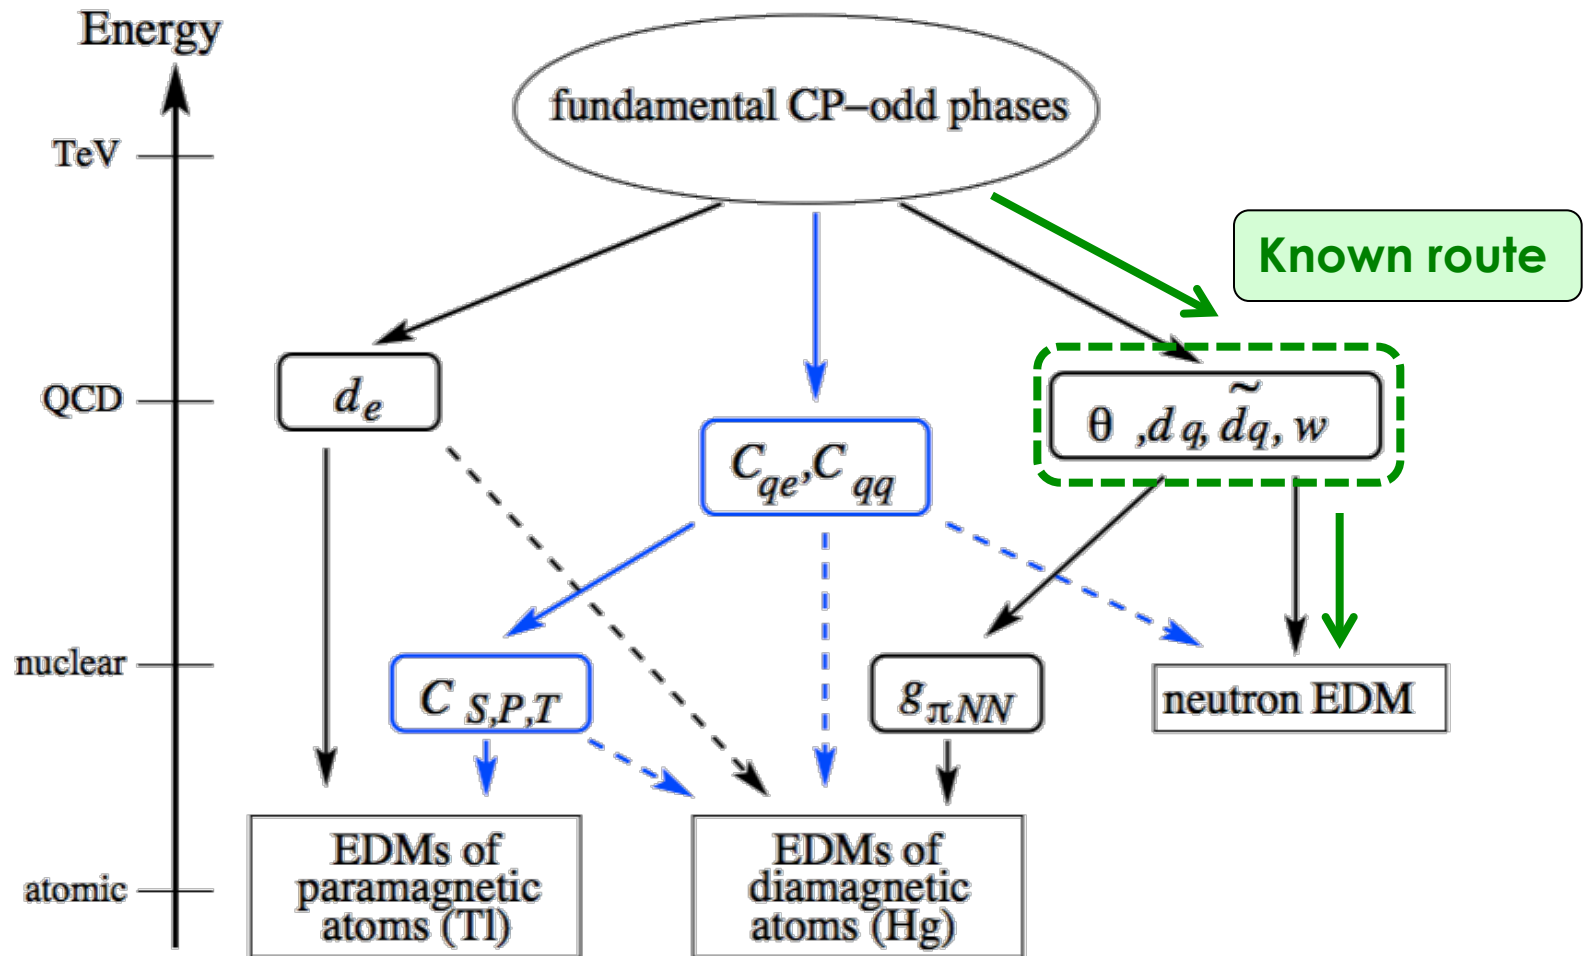 Energy
fundamental CP–odd phases
TeV
Known route
QCD
d_e
θ , d_q, d̃_q, w
C_qe, C_qq
nuclear
C_S,P,T
g_πNN
neutron EDM
EDMs of
paramagnetic
atoms (Tl)
EDMs of
diamagnetic
atoms (Hg)
atomic